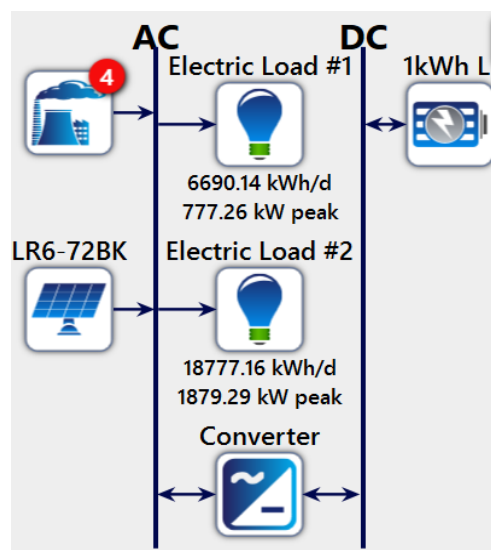 AC
DC
4
Electric Load #1
1kWh L
6690.14 kWh/d
777.26 kW peak
LR6-72BK
Electric Load #2
18777.16 kWh/d
1879.29 kW peak
Converter